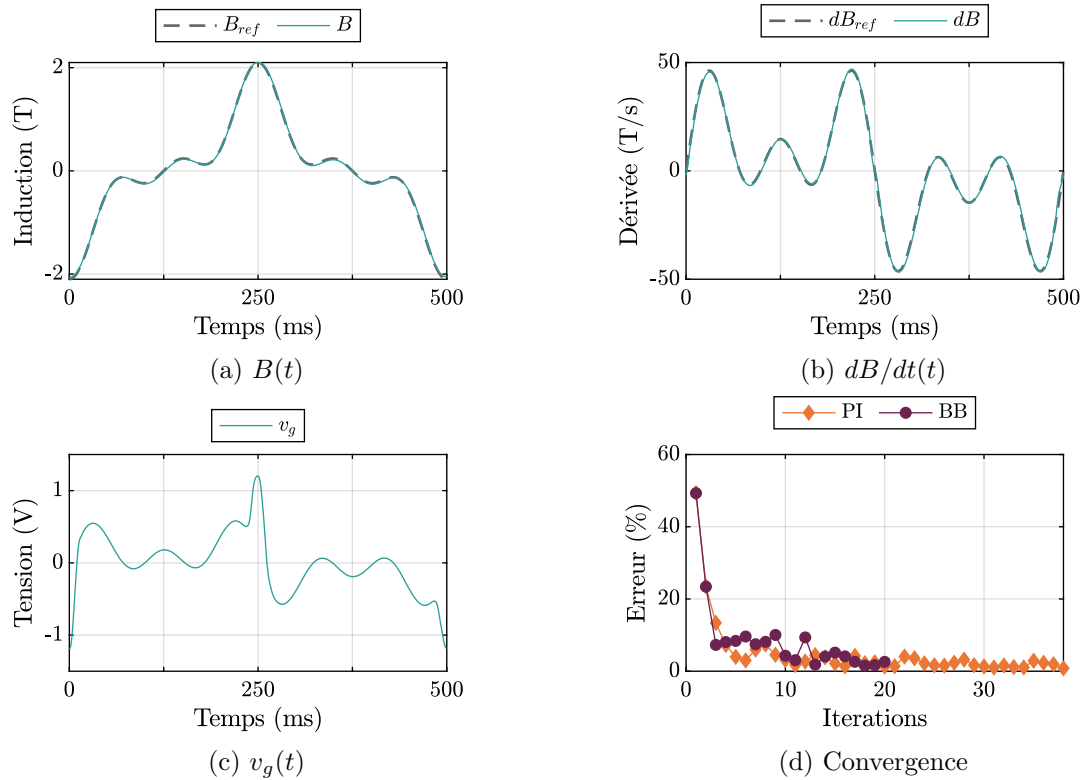 B_ref B
Induction (T)
2
0
-2
0 250 500
Temps (ms)
(a) B(t)
dB_ref dB
Dérivée (T/s)
50
0
-50
0 250 500
Temps (ms)
(b) dB/dt(t)
v_g
Tension (V)
1
0
-1
0 250 500
Temps (ms)
(c) v_g(t)
PI BB
Erreur (%)
60
40
20
0
0 10 20 30
Iterations
(d) Convergence